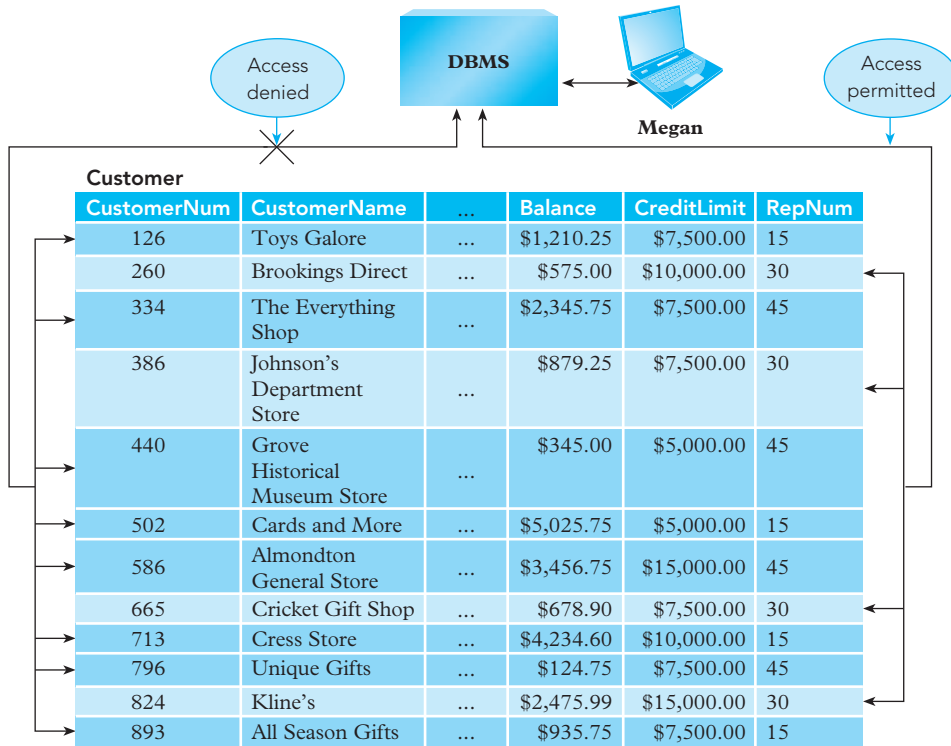 Access
denied
DBMS
Megan
Access
permitted
Customer
CustomerNum CustomerName ... Balance CreditLimit RepNum
126 Toys Galore ... $1,210.25 $7,500.00 15
260 Brookings Direct ... $575.00 $10,000.00 30
334 The Everything ... $2,345.75 $7,500.00 45
Shop
386 Johnson's ... $879.25 $7,500.00 30
Department
Store
440 Grove ... $345.00 $5,000.00 45
Historical
Museum Store
502 Cards and More ... $5,025.75 $5,000.00 15
586 Almondton ... $3,456.75 $15,000.00 45
General Store
665 Cricket Gift Shop ... $678.90 $7,500.00 30
713 Cress Store ... $4,234.60 $10,000.00 15
796 Unique Gifts ... $124.75 $7,500.00 45
824 Kline's ... $2,475.99 $15,000.00 30
893 All Season Gifts ... $935.75 $7,500.00 15